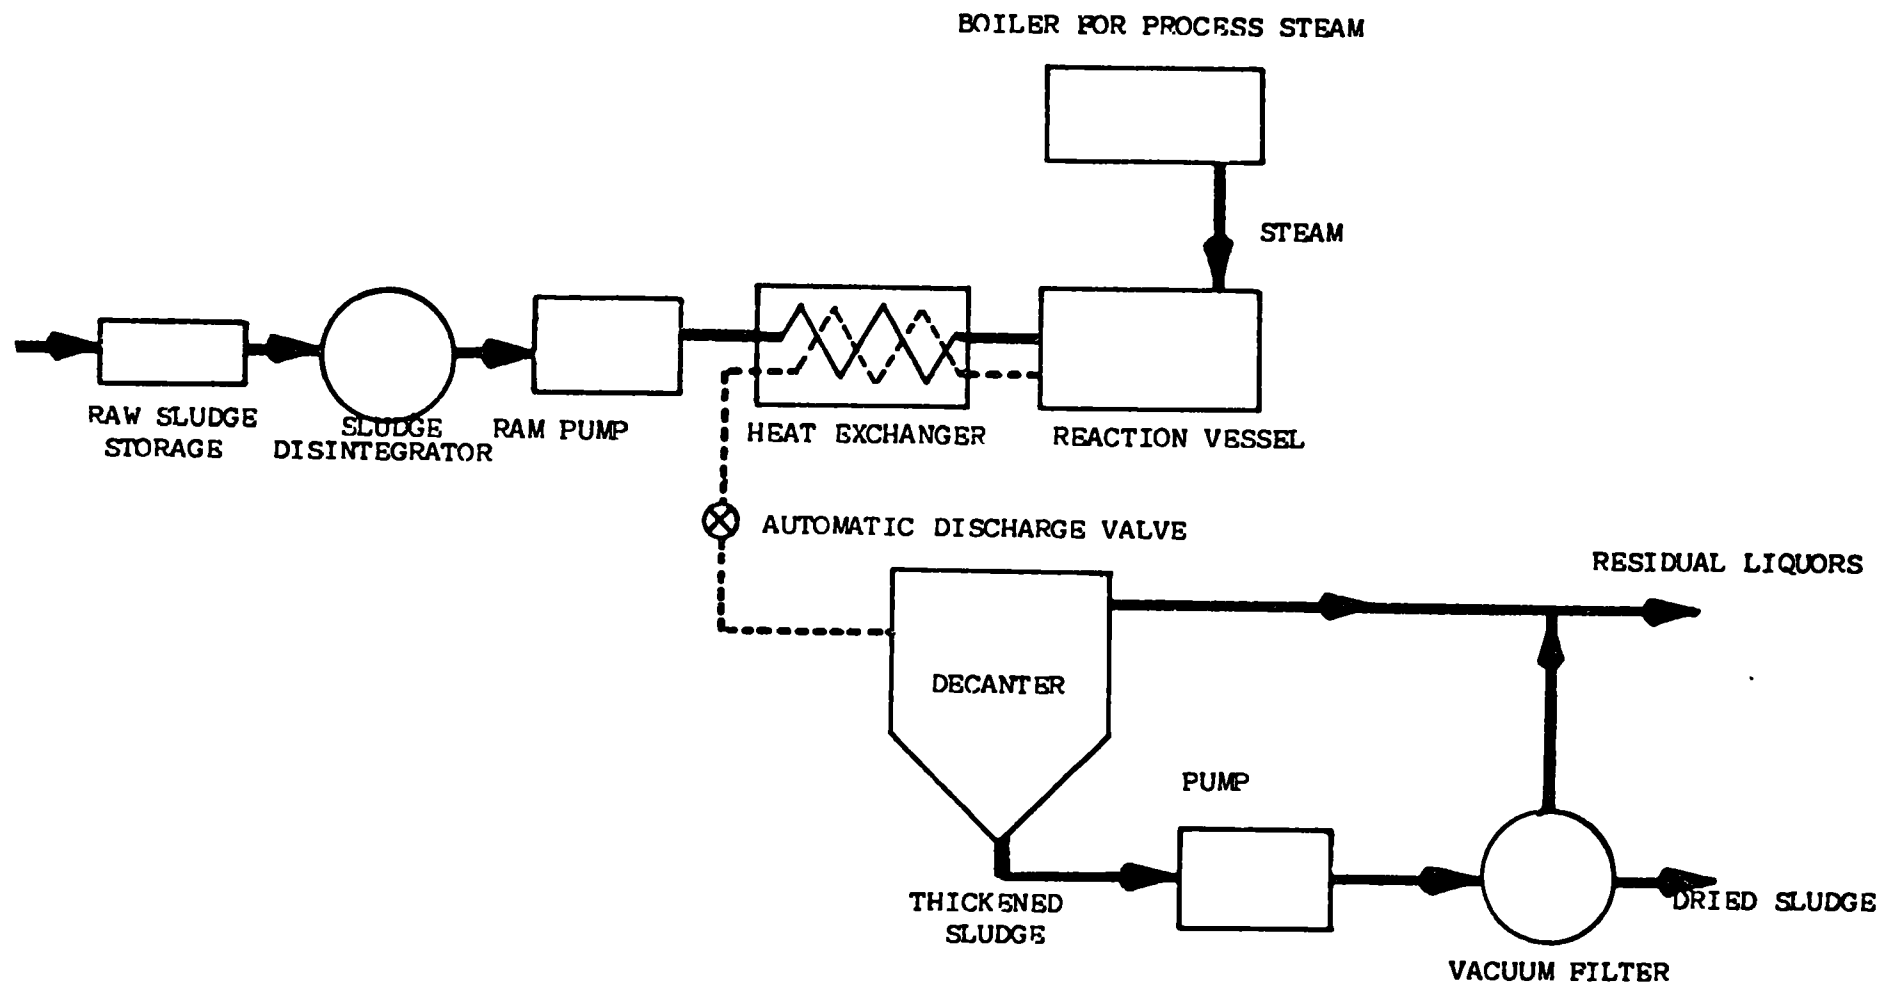 BOILER FOR PROCESS STEAM
STEAM
RAW SLUDGE
STORAGE
SLUDGE
DISINTEGRATOR
RAM PUMP
HEAT EXCHANGER
REACTION VESSEL
AUTOMATIC DISCHARGE VALVE
RESIDUAL LIQUORS
DECANTER
PUMP
THICKENED
SLUDGE
DRIED SLUDGE
VACUUM FILTER